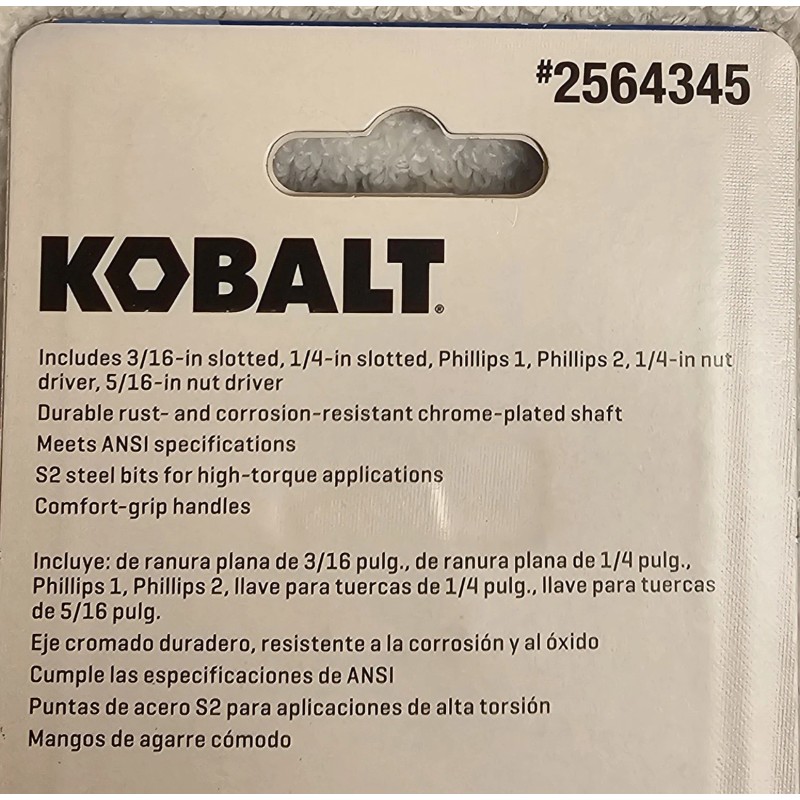 #2564345
KOBALT®
Includes 3/16-in slotted, 1/4-in slotted, Phillips 1, Phillips 2, 1/4-in nut
driver, 5/16-in nut driver
Durable rust- and corrosion-resistant chrome-plated shaft
Meets ANSI specifications
S2 steel bits for high-torque applications
Comfort-grip handles
Incluye: de ranura plana de 3/16 pulg., de ranura plana de 1/4 pulg.,
Phillips 1, Phillips 2, llave para tuercas de 1/4 pulg., llave para tuercas
de 5/16 pulg.
Eje cromado duradero, resistente a la corrosión y al óxido
Cumple las especificaciones de ANSI
Puntas de acero S2 para aplicaciones de alta torsión
Mangos de agarre cómodo